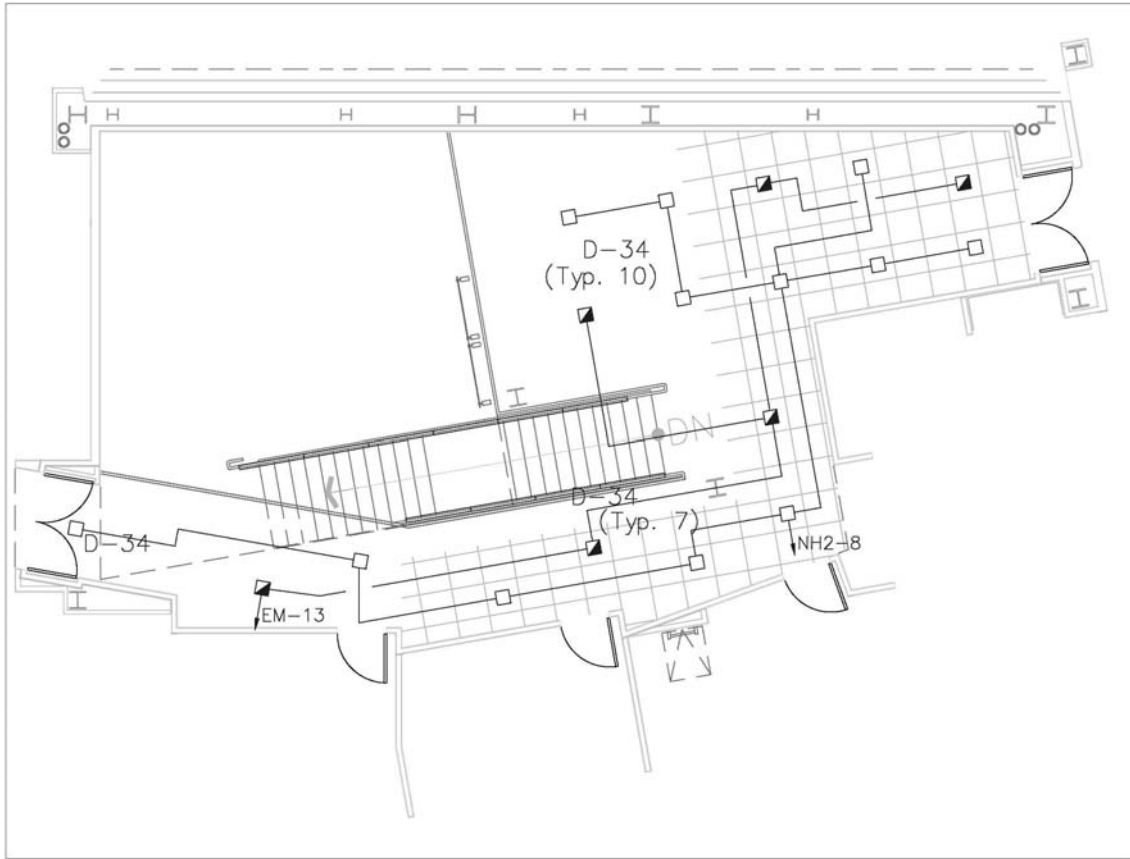 D-34
(Typ. 10)
DN
D-34
(Typ. 7)
D-34
NH2-8
EM-13